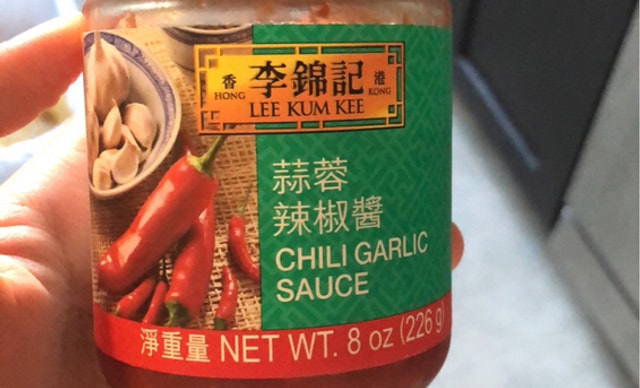 香 李錦記 港
HONG KONG
LEE KUM KEE
蒜蓉
辣椒醬
CHILI GARLIC
SAUCE
淨重量 NET WT. 8 oz (226 g)